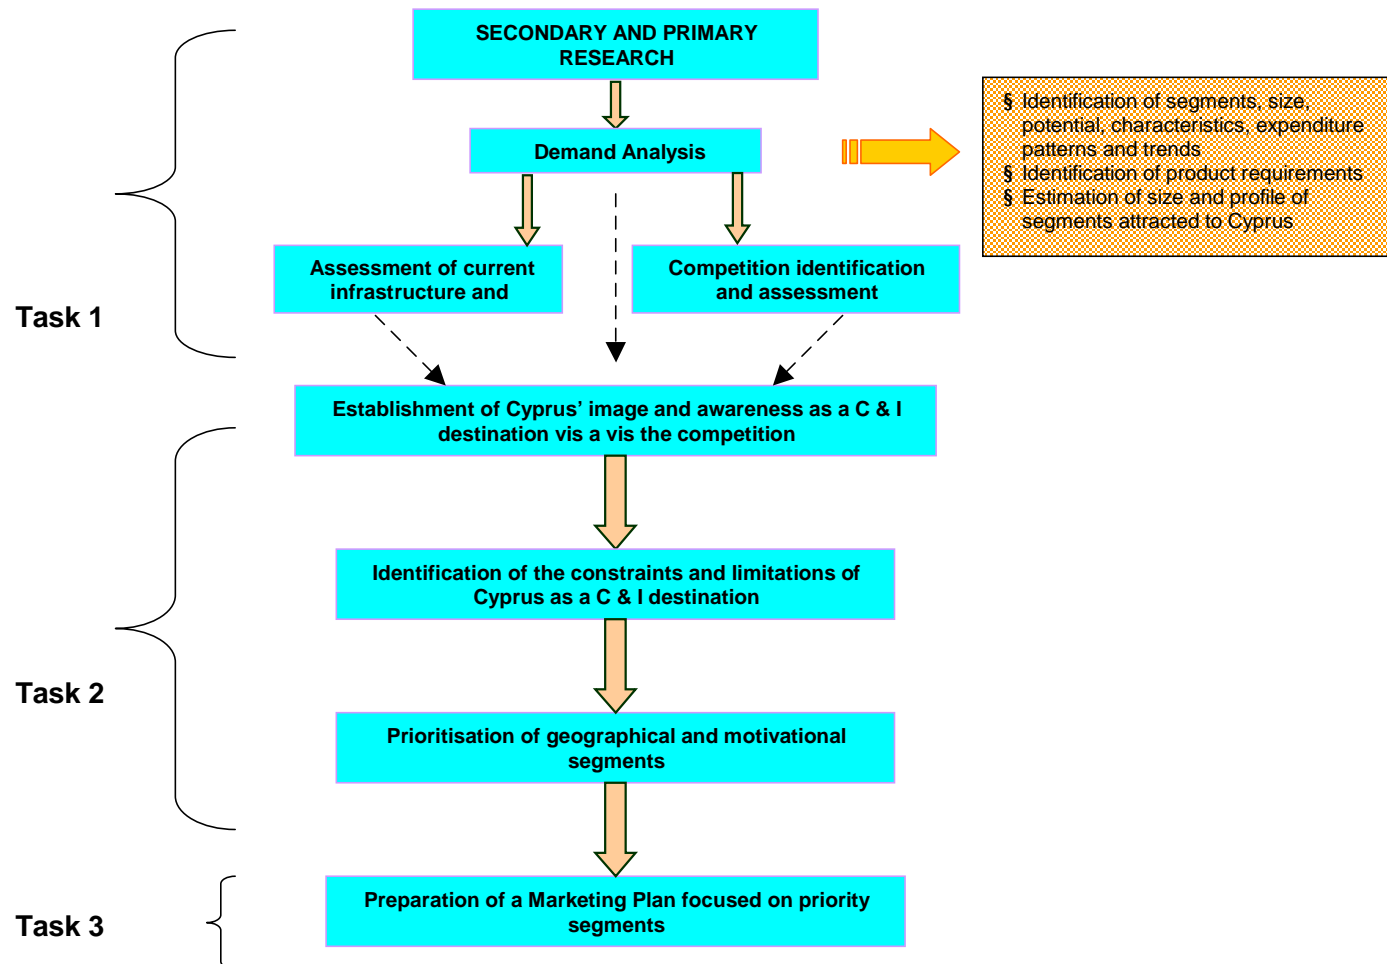 SECONDARY AND PRIMARY
RESEARCH
§ Identification of segments, size,
potential, characteristics, expenditure
patterns and trends
§ Identification of product requirements
§ Estimation of size and profile of
segments attracted to Cyprus
Demand Analysis
Assessment of current
infrastructure and
Competition identification
and assessment
Task 1
Establishment of Cyprus’ image and awareness as a C & I
destination vis a vis the competition
Identification of the constraints and limitations of
Cyprus as a C & I destination
Task 2
Prioritisation of geographical and motivational
segments
Preparation of a Marketing Plan focused on priority
segments
Task 3